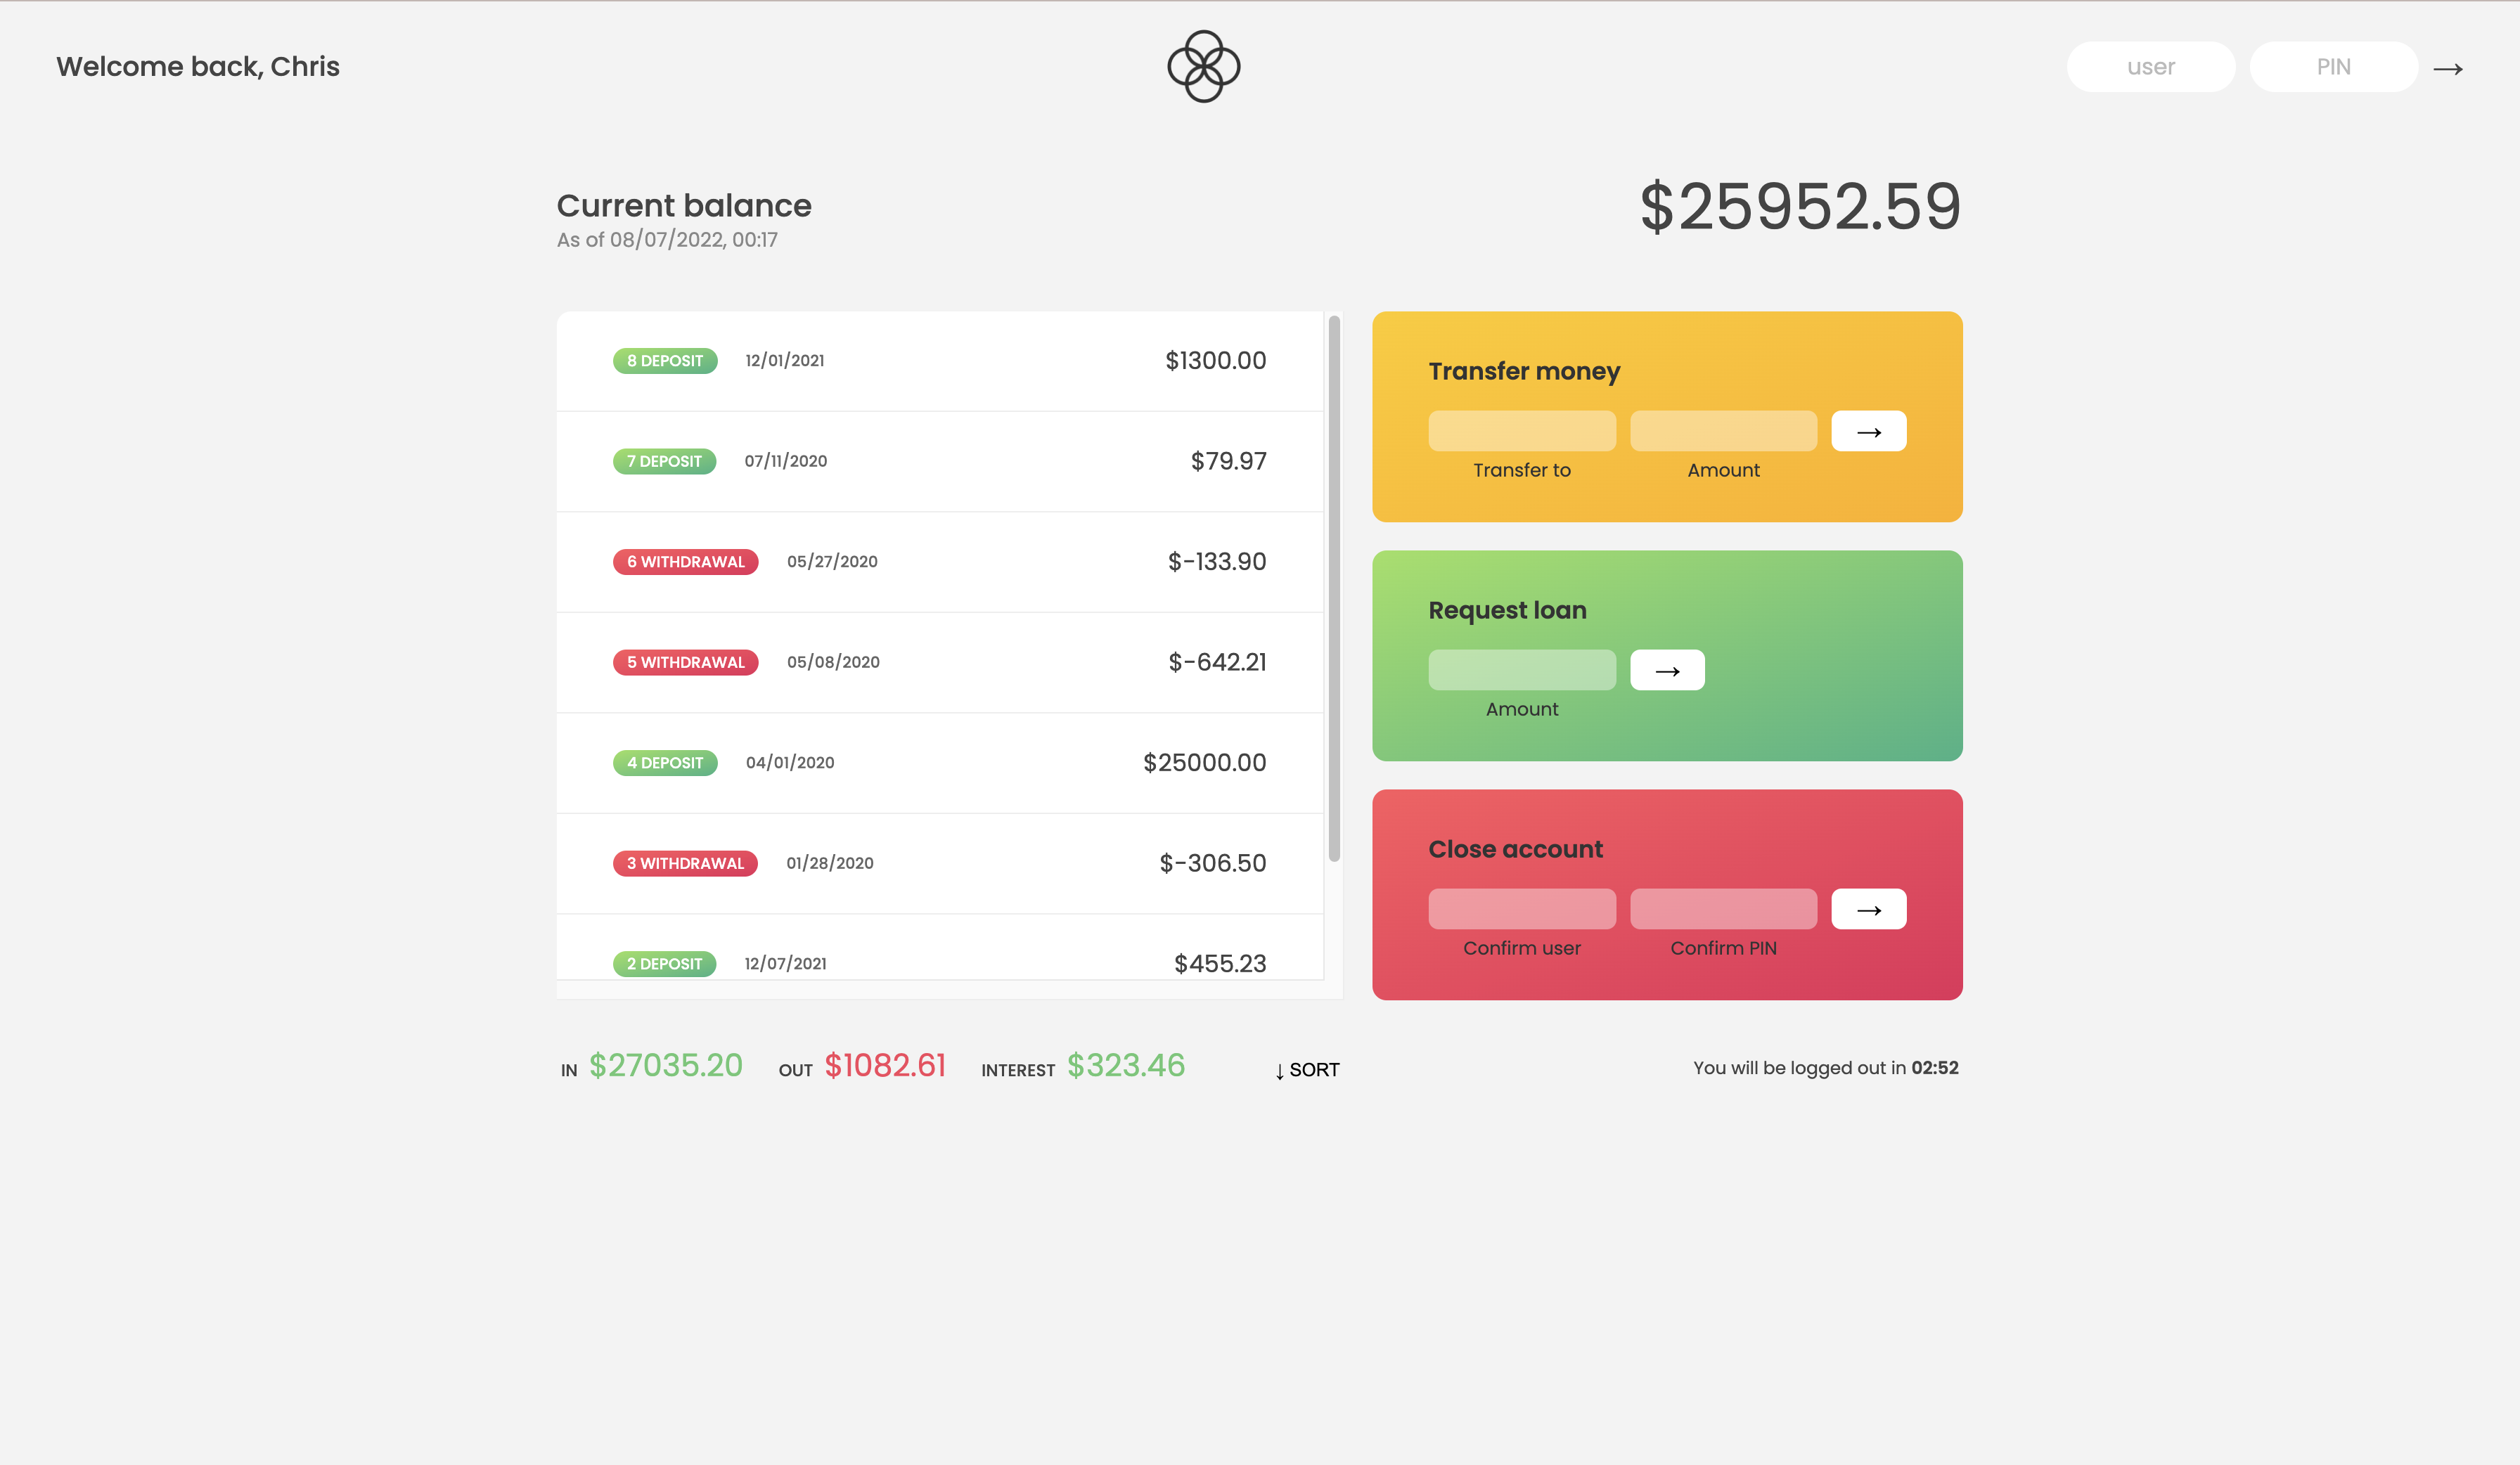 Welcome back, Chris
user
PIN
→
Current balance
As of 08/07/2022, 00:17
$25952.59
8 DEPOSIT 12/01/2021 $1300.00
7 DEPOSIT 07/11/2020 $79.97
6 WITHDRAWAL 05/27/2020 $-133.90
5 WITHDRAWAL 05/08/2020 $-642.21
4 DEPOSIT 04/01/2020 $25000.00
3 WITHDRAWAL 01/28/2020 $-306.50
2 DEPOSIT 12/07/2021 $455.23
Transfer money
→
Transfer to Amount
Request loan
→
Amount
Close account
→
Confirm user Confirm PIN
IN $27035.20 OUT $1082.61 INTEREST $323.46 ↓ SORT
You will be logged out in 02:52